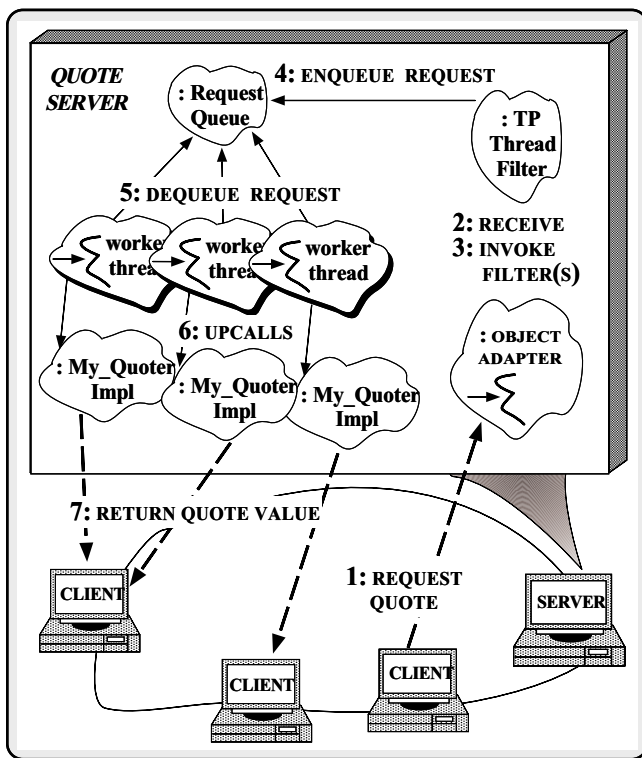 QUOTE
SERVER
4: ENQUEUE REQUEST
: Request
Queue
: TP
Thread
Filter
5: DEQUEUE REQUEST
worker
thread
worker
thread
worker
thread
2: RECEIVE
3: INVOKE
FILTER(S)
6: UPCALLS
: OBJECT
ADAPTER
: My_Quoter
Impl
: My_Quoter
Impl
: My_Quoter
Impl
7: RETURN QUOTE VALUE
1: REQUEST
QUOTE
CLIENT
CLIENT
CLIENT
SERVER